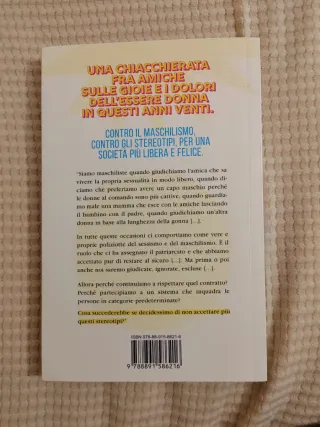 UNA CHIACCHIERATA
FRA AMICHE
SULLE GIOIE E I DOLORI
DELL'ESSERE DONNA
IN QUESTI ANNI VENTI.
CONTRO IL MASCHILISMO,
CONTRO GLI STEREOTIPI, PER UNA
SOCIETÀ PIÙ LIBERA E FELICE.
"Siamo maschiliste quando giudichiamo l'amica che sa
vivere la propria sessualità in modo libero, quando di-
ciamo che preferiamo avere un capo maschio perché
le donne al comando sono più cattive, quando guardia-
mo male una mamma che esce con le amiche lasciando
il bambino con il padre, quando giudichiamo un'altra
donna in base alla lunghezza della gonna [...].
In tutte queste occasioni ci comportiamo come vere e
proprie poliziotte del sessismo e del maschilismo. È il
ruolo che ci ha assegnato il patriarcato e che abbiamo
accettato pur di restare al sicuro [...]. Ma prima o poi
anche noi saremo giudicate, ignorate, escluse [...].
Allora perché continuiamo a rispettare quel contratto?
Perché partecipiamo a un sistema che inquadra le
persone in categorie predeterminate?
Cosa succederebbe se decidessimo di non accettare più
questi stereotipi?"
ISBN 978-88-915-8621-6
9 788891 586216